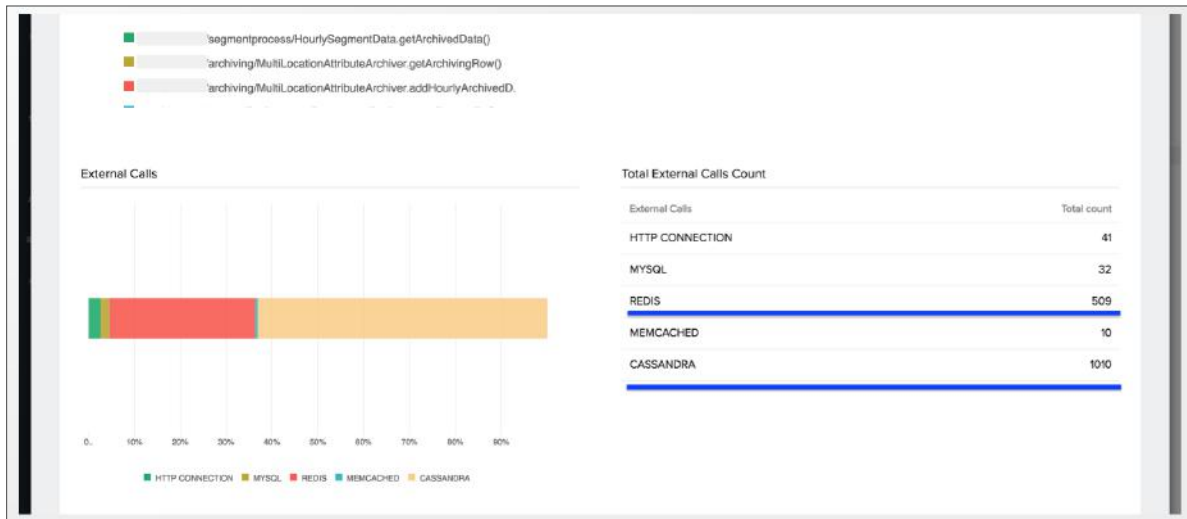 'segmentprocess/HourlySegmentData.getArchivedData()
'archiving/MultiLocationAttributeArchiver.getArchivingRow()
'archiving/MultiLocationAttributeArchiver.addHourlyArchivedD.
External Calls
0.. 10% 20% 30% 40% 50% 60% 70% 80% 90%
HTTP CONNECTION MYSQL REDIS MEMCACHED CASSANDRA
Total External Calls Count
External Calls Total count
HTTP CONNECTION 41
MYSQL 32
REDIS 509
MEMCACHED 10
CASSANDRA 1010